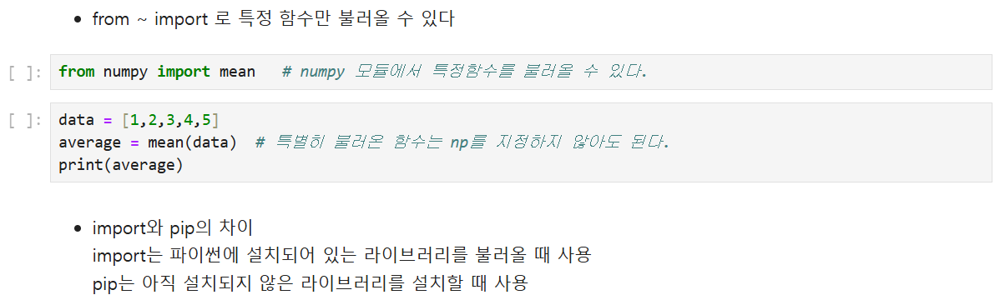 • from ~ import 로 특정 함수만 불러올 수 있다
[ ]: from numpy import mean   # numpy 모듈에서 특정함수를 불러올 수 있다.
[ ]: data = [1,2,3,4,5]
average = mean(data)  # 특별히 불러온 함수는 np를 지정하지 않아도 된다.
print(average)
• import와 pip의 차이
import는 파이썬에 설치되어 있는 라이브러리를 불러올 때 사용
pip는 아직 설치되지 않은 라이브러리를 설치할 때 사용